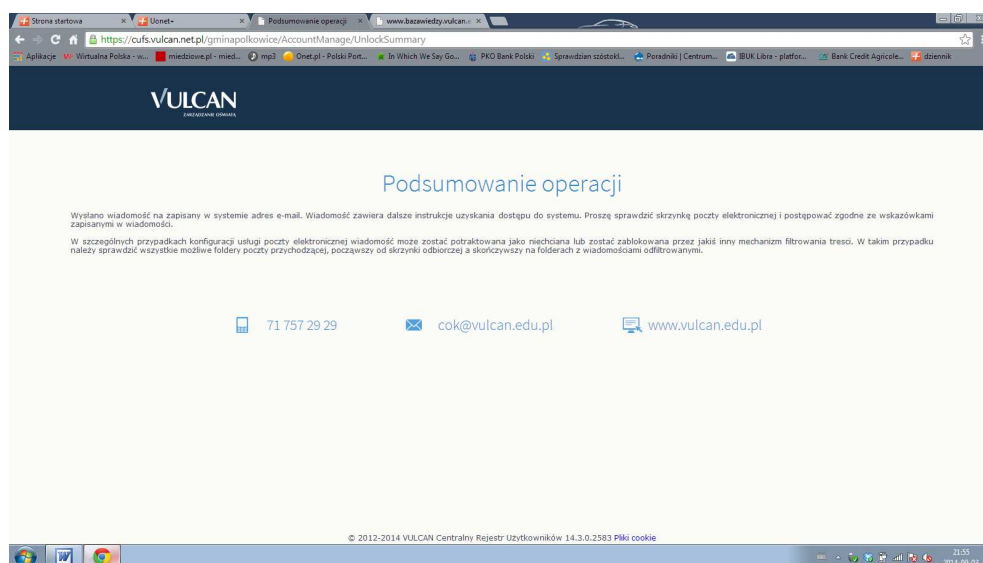 Strona startowa
Uonet+
Podsumowanie operacji
www.bazawiedzy.vulcan.e
https://cufs.vulcan.net.pl/gminapolkowice/AccountManage/UnlockSummary
Aplikacje
Wirtualna Polska - w...
miedziowe.pl - mied...
mp3
Onet.pl - Polski Port...
In Which We Say Go...
PKO Bank Polski
Sprawdzian szóstokl...
Poradniki | Centrum...
IBUK Libra - platfor...
Bank Credit Agricole...
dziennik
VULCAN
ZARZĄDZANIE OŚWIATĄ
Podsumowanie operacji
Wysłano wiadomość na zapisany w systemie adres e-mail. Wiadomość zawiera dalsze instrukcje uzyskania dostępu do systemu. Proszę sprawdzić skrzynkę poczty elektronicznej i postępować zgodne ze wskazówkami
zapisanymi w wiadomości.
W szczególnych przypadkach konfiguracji usługi poczty elektronicznej wiadomość może zostać potraktowana jako niechciana lub zostać zablokowana przez jakiś inny mechanizm filtrowania tresci. W takim przypadku
należy sprawdzić wszystkie możliwe foldery poczty przychodzącej, począwszy od skrzynki odbiorczej a skończywszy na folderach z wiadomościami odfiltrowanymi.
71 757 29 29
cok@vulcan.edu.pl
www.vulcan.edu.pl
© 2012-2014 VULCAN Centralny Rejestr Użytkowników 14.3.0.2583 Pliki cookie
21:55